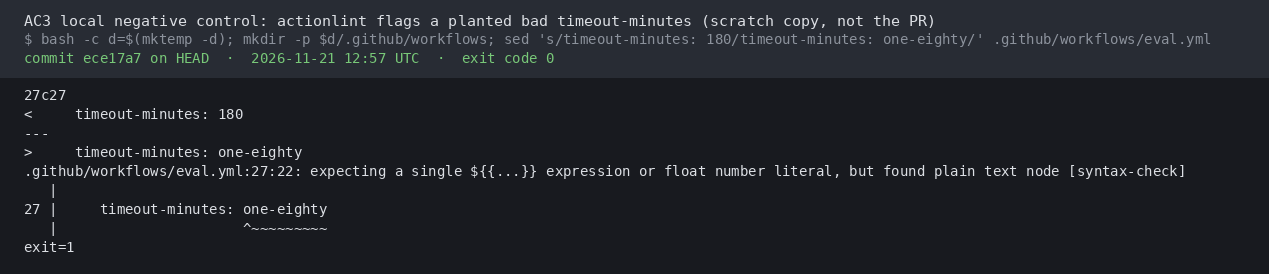 AC3 local negative control: actionlint flags a planted bad timeout-minutes (scratch copy, not the PR)
$ bash -c d=$(mktemp -d); mkdir -p $d/.github/workflows; sed 's/timeout-minutes: 180/timeout-minutes: one-eighty/' .github/workflows/eval.yml
commit ece17a7 on HEAD  ·  2026-11-21 12:57 UTC  ·  exit code 0
27c27
<     timeout-minutes: 180
---
>     timeout-minutes: one-eighty
.github/workflows/eval.yml:27:22: expecting a single ${{...}} expression or float number literal, but found plain text node [syntax-check]
   |
27 |     timeout-minutes: one-eighty
   |                      ^~~~~~~~~~
exit=1